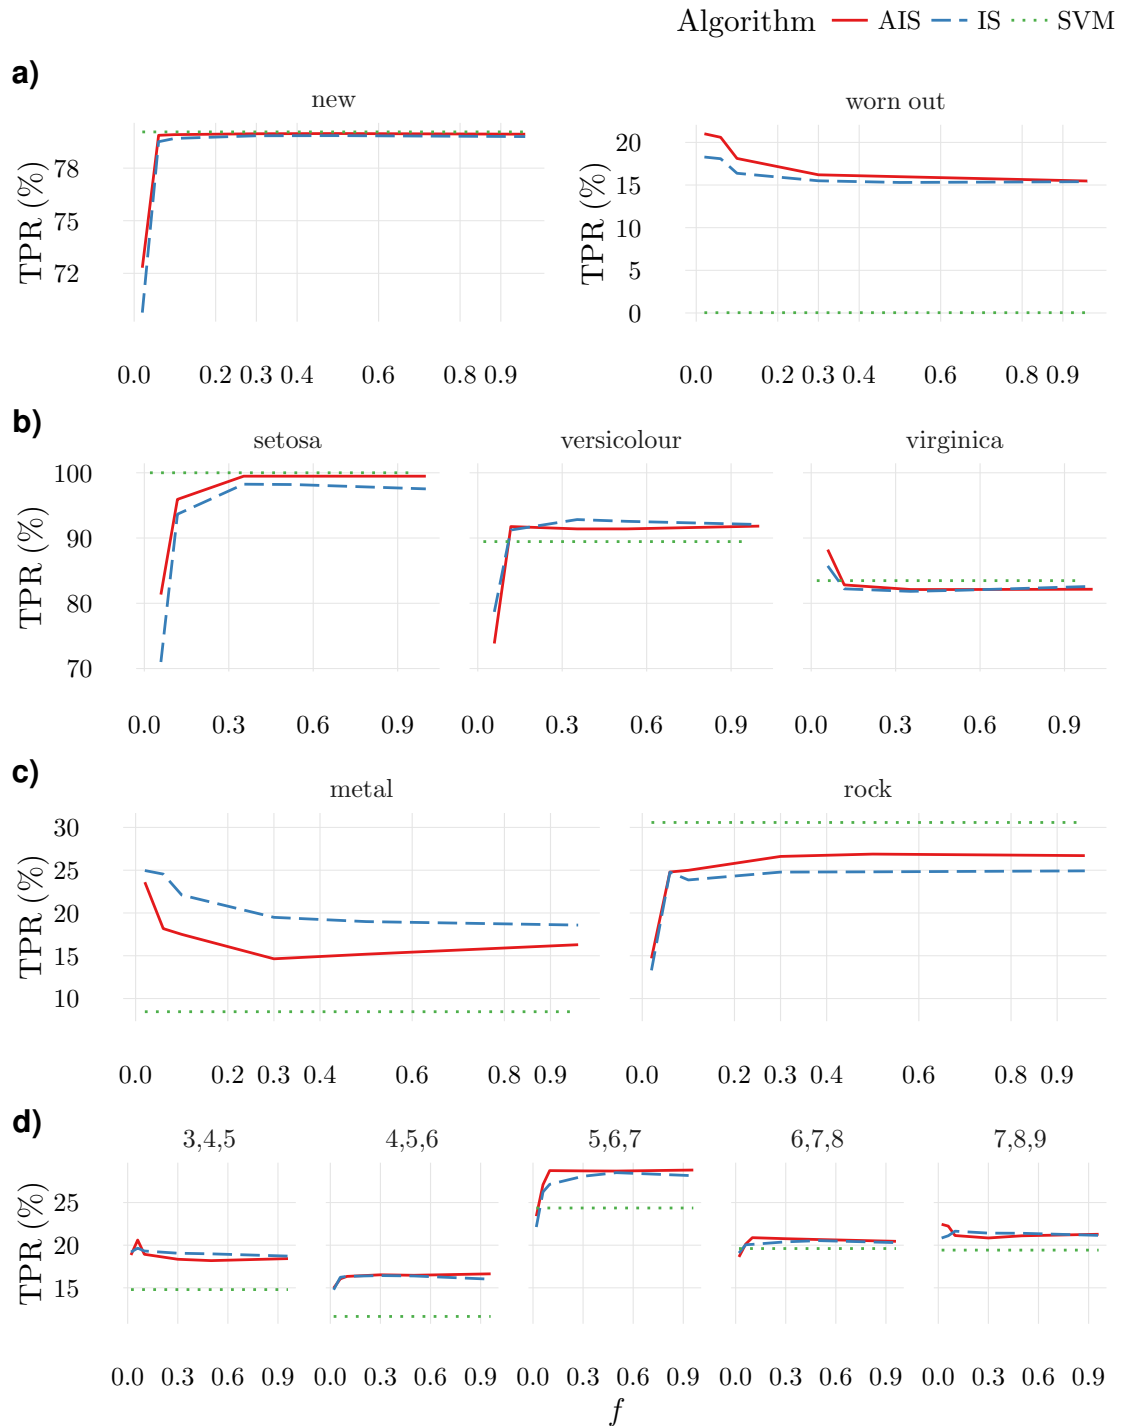 Algorithm AIS IS SVM
a)
new worn out
TPR (%)
78
75
72
TPR (%)
20
15
10
5
0
0.0 0.2 0.3 0.4 0.6 0.8 0.9
0.0 0.2 0.3 0.4 0.6 0.8 0.9
b)
setosa versicolour virginica
TPR (%)
100
90
80
70
0.0 0.3 0.6 0.9
0.0 0.3 0.6 0.9
0.0 0.3 0.6 0.9
c)
metal rock
TPR (%)
30
25
20
15
10
0.0 0.2 0.3 0.4 0.6 0.8 0.9
0.0 0.2 0.3 0.4 0.6 0.8 0.9
d)
3,4,5 4,5,6 5,6,7 6,7,8 7,8,9
TPR (%)
25
20
15
0.0 0.3 0.6 0.9
0.0 0.3 0.6 0.9
0.0 0.3 0.6 0.9
0.0 0.3 0.6 0.9
0.0 0.3 0.6 0.9
f